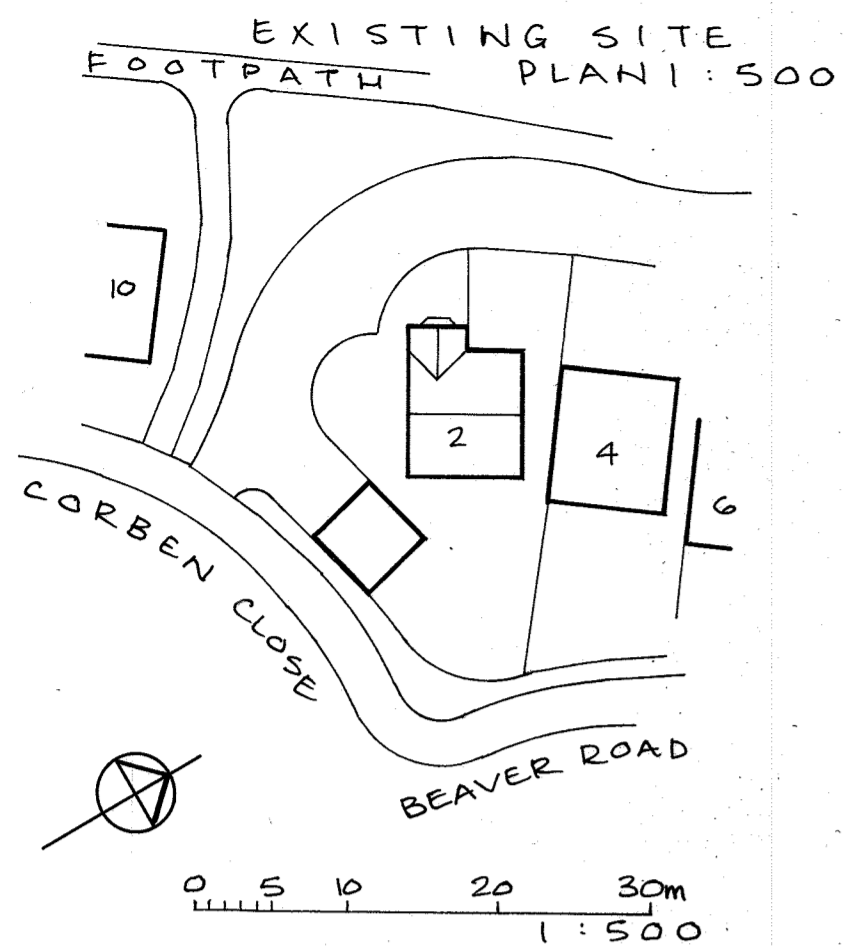 EXISTING SITE
PLAN 1:500
FOOTPATH
10
2
4
6
CORBEN CLOSE
BEAVER ROAD
0 5 10 20 30m
1:500